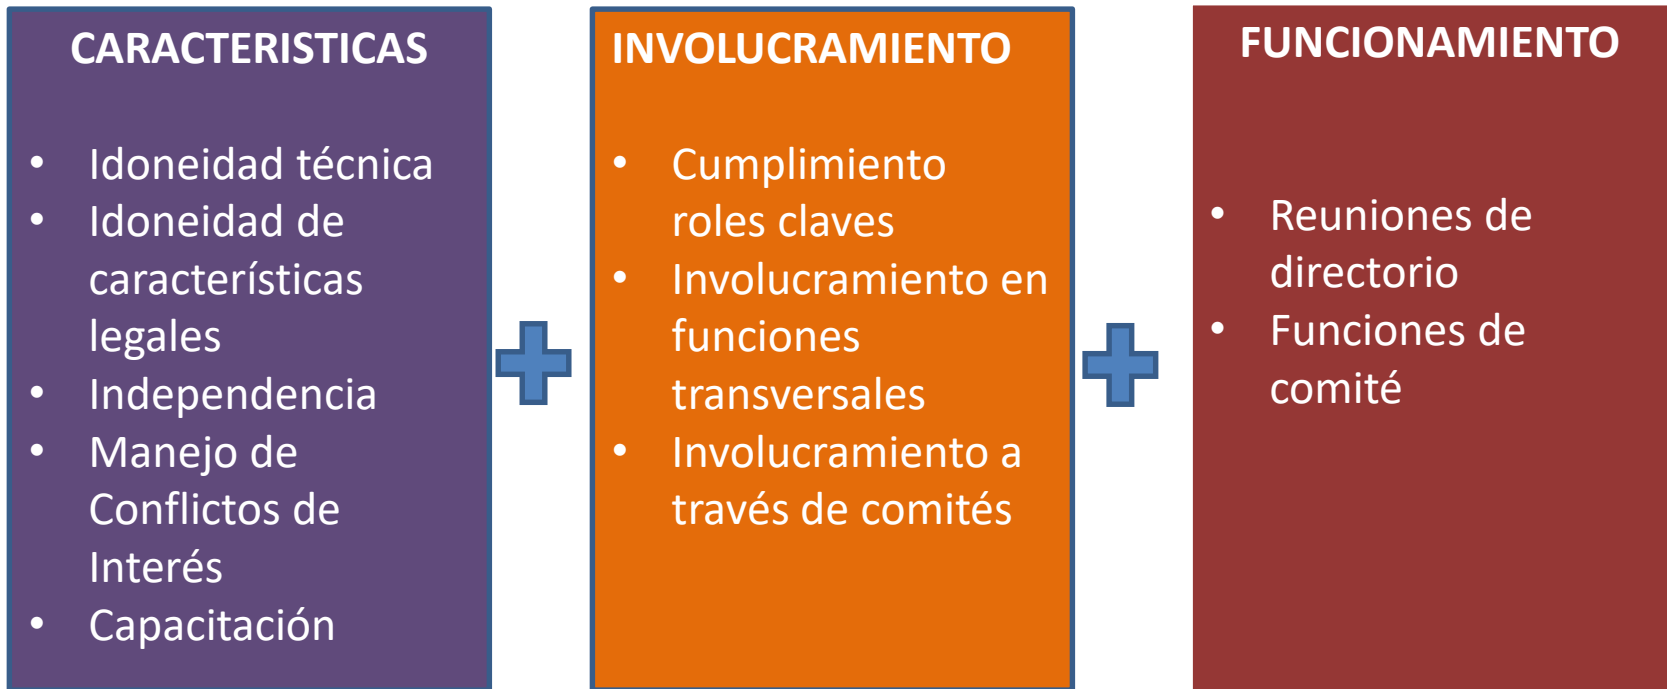 CARACTERISTICAS
• Idoneidad técnica
• Idoneidad de
características
legales
• Independencia
• Manejo de
Conflictos de
Interés
• Capacitación
INVOLUCRAMIENTO
• Cumplimiento
roles claves
• Involucramiento en
funciones
transversales
• Involucramiento a
través de comités
FUNCIONAMIENTO
• Reuniones de
directorio
• Funciones de
comité